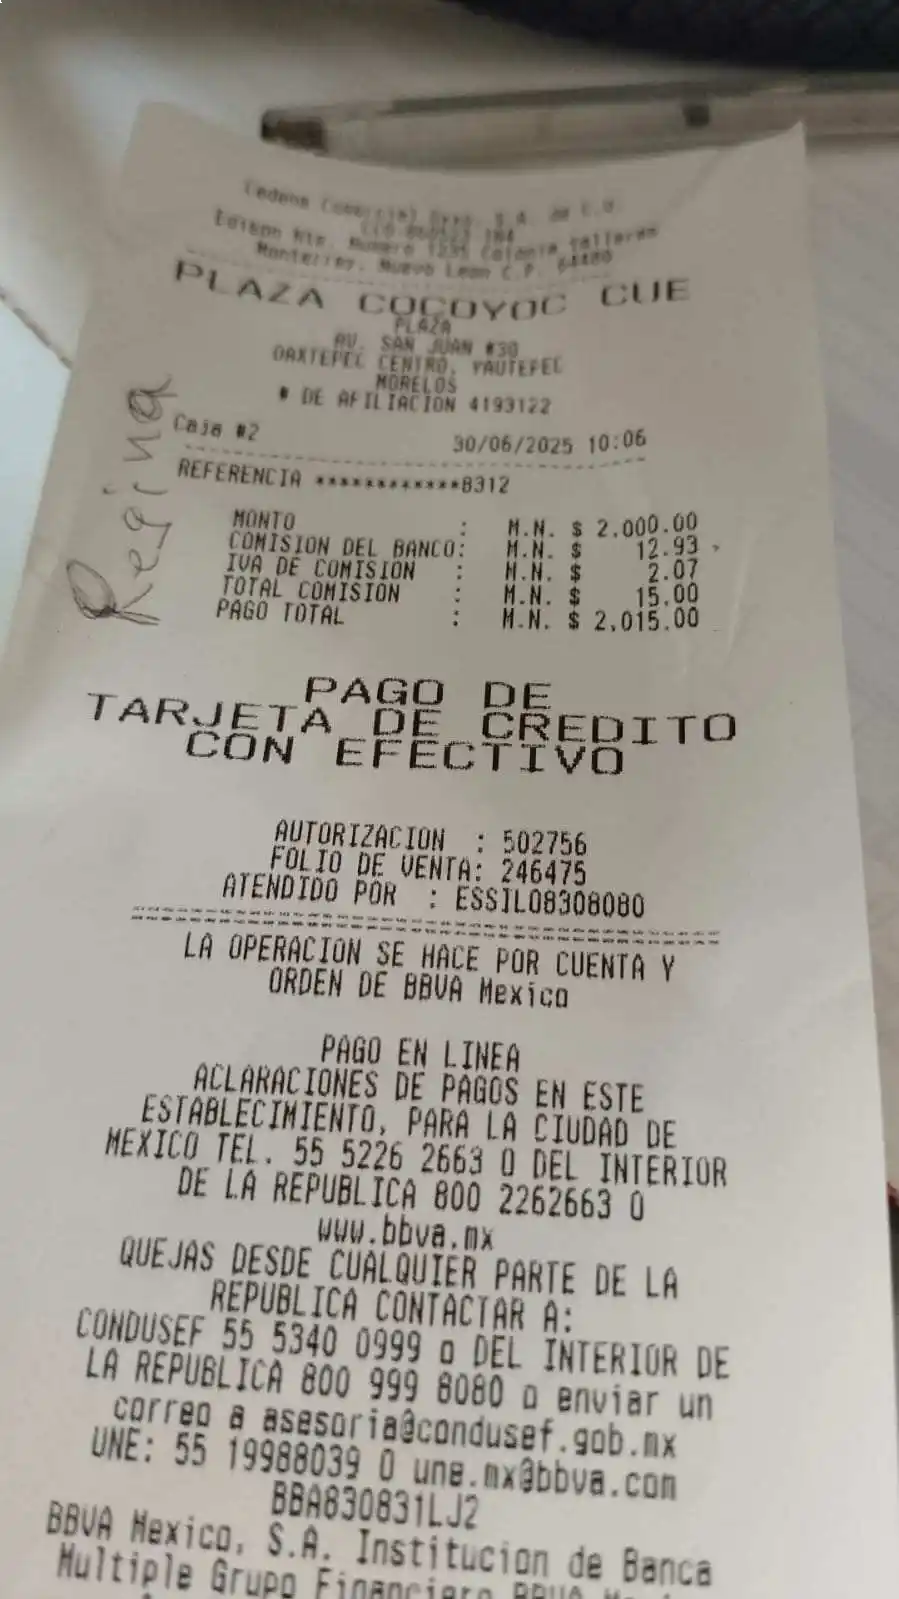 Cadena Comercial Oxxo, S.A. de C.V.
Edison Nte. Numero 1235 Colonia Talleres
Monterrey, Nuevo Leon C.P. 64480
PLAZA COCOYOC CUE
PLAZA
AV. SAN JUAN #30
OAXTEPEC CENTRO, YAUTEPEC
MORELOS
# DE AFILIACION 4193122
Caja #2 30/06/2025 10:06
REFERENCIA ************8312
MONTO : M.N. $ 2,000.00
COMISION DEL BANCO: M.N. $ 12.93
IVA DE COMISION : M.N. $ 2.07
TOTAL COMISION : M.N. $ 15.00
PAGO TOTAL : M.N. $ 2,015.00
Regina
PAGO DE
TARJETA DE CREDITO
CON EFECTIVO
AUTORIZACION : 502756
FOLIO DE VENTA: 246475
ATENDIDO POR : ESSJL08308080
LA OPERACION SE HACE POR CUENTA Y
ORDEN DE BBVA Mexico
PAGO EN LINEA
ACLARACIONES DE PAGOS EN ESTE
ESTABLECIMIENTO, PARA LA CIUDAD DE
MEXICO TEL. 55 5226 2663 O DEL INTERIOR
DE LA REPUBLICA 800 2262663 O
www.bbva.mx
QUEJAS DESDE CUALQUIER PARTE DE LA
REPUBLICA CONTACTAR A:
CONDUSEF 55 5340 0999 o DEL INTERIOR DE
LA REPUBLICA 800 999 8080 o enviar un
correo a asesoria@condusef.gob.mx
UNE: 55 19988039 O une.mx@bbva.com
BBA830831LJ2
BBVA Mexico, S.A. Institucion de Banca
Multiple Grupo Financiero BBVA